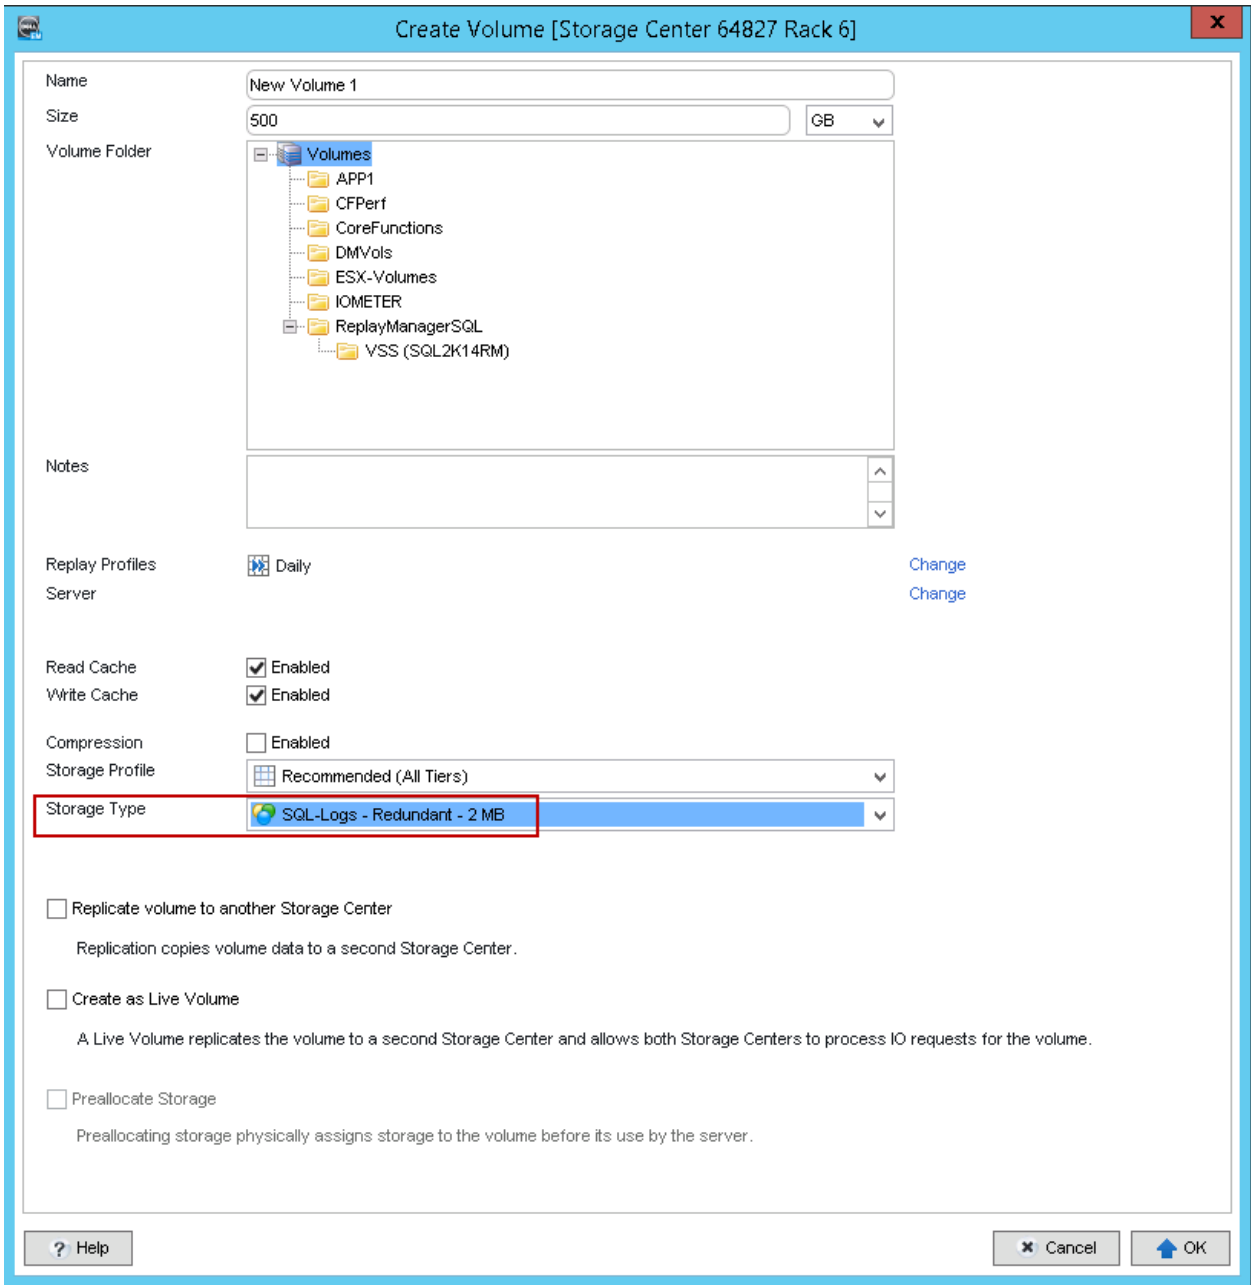 Create Volume [Storage Center 64827 Rack 6]
x
Name
New Volume 1
Size
500
GB
Volume Folder
Volumes
APP1
CFPerf
CoreFunctions
DMVols
ESX-Volumes
IOMETER
ReplayManagerSQL
VSS (SQL2K14RM)
Notes
Replay Profiles
Daily
Change
Server
Change
Read Cache
Enabled
Write Cache
Enabled
Compression
Enabled
Storage Profile
Recommended (All Tiers)
Storage Type
SQL-Logs - Redundant - 2 MB
Replicate volume to another Storage Center
Replication copies volume data to a second Storage Center.
Create as Live Volume
A Live Volume replicates the volume to a second Storage Center and allows both Storage Centers to process IO requests for the volume.
Preallocate Storage
Preallocating storage physically assigns storage to the volume before its use by the server.
? Help
Cancel
OK